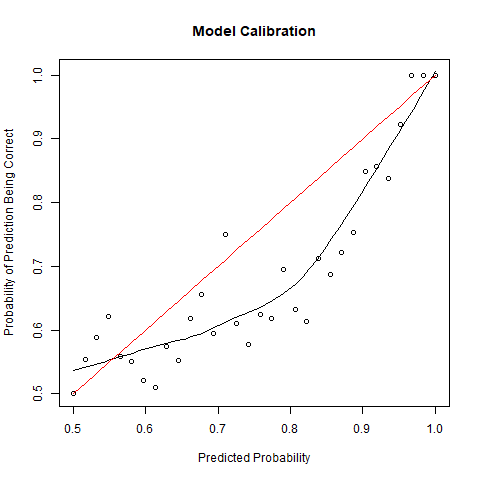 Model Calibration
Probability of Prediction Being Correct
1.0
0.9
0.8
0.7
0.6
0.5
0.5 0.6 0.7 0.8 0.9 1.0
Predicted Probability